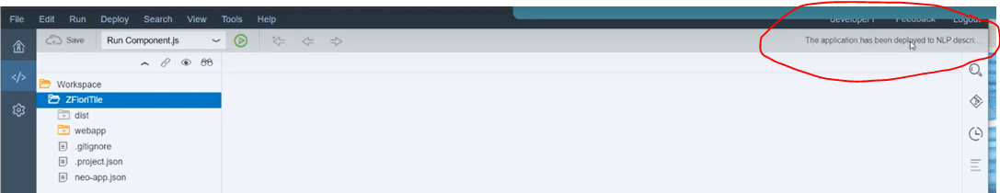 File Edit Run Deploy Search View Tools Help developer1 Feedback Logout
Save Run Component.js The application has been deployed to NLP descri...
</> Workspace
ZFioriTile
dist
webapp
.gitignore
.project.json
neo-app.json